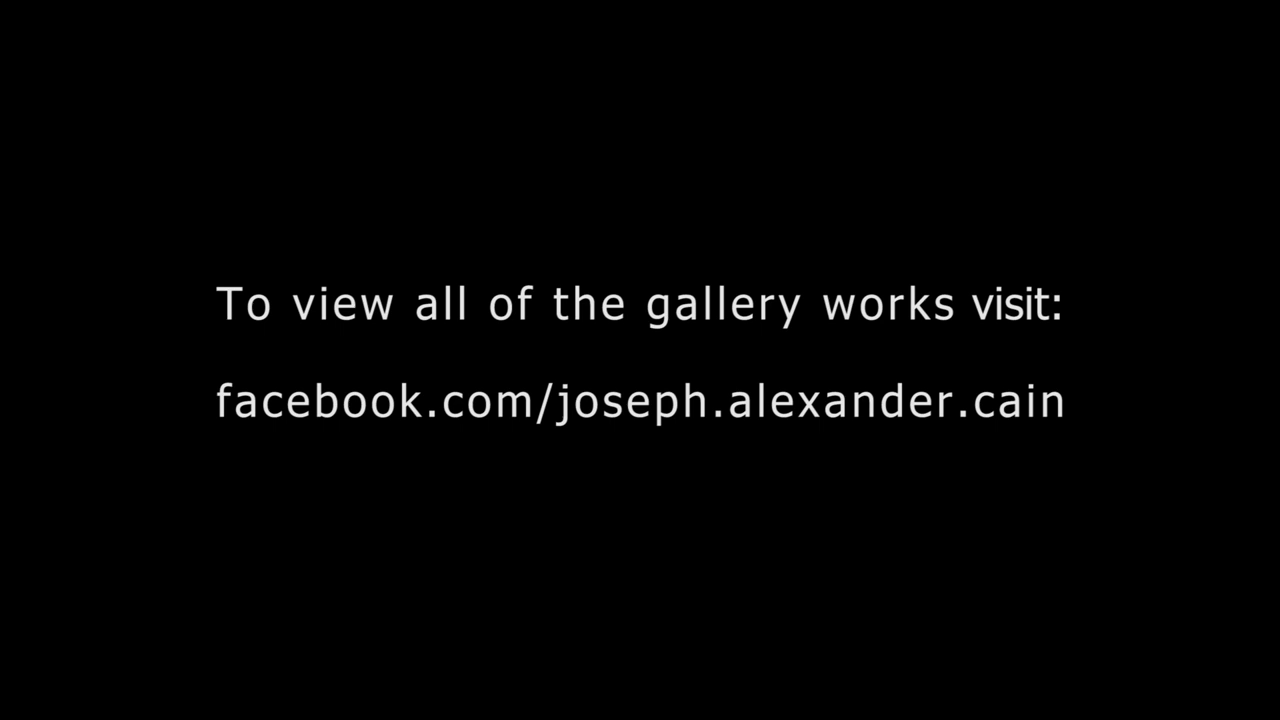 To view all of the gallery works visit:
facebook.com/joseph.alexander.cain